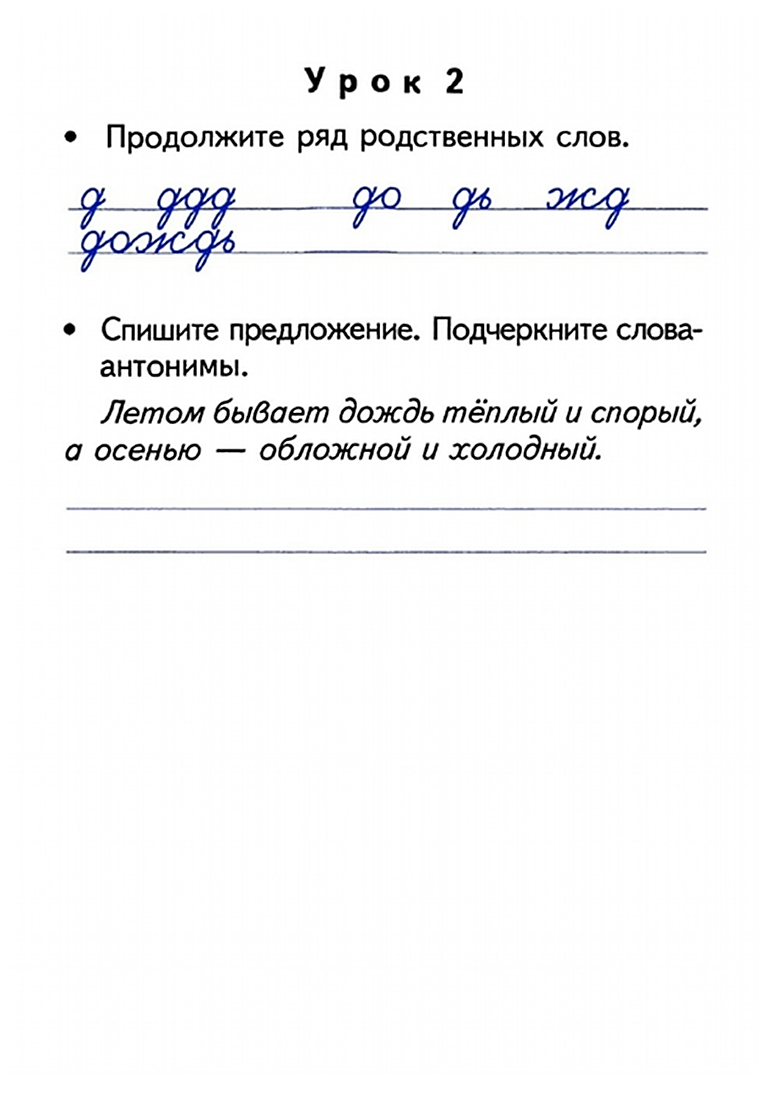 Урок 2
• Продолжите ряд родственных слов.
д ддд до дь жд
дождь
• Спишите предложение. Подчеркните слова-
антонимы.
Летом бывает дождь тёплый и спорый,
а осенью — обложной и холодный.